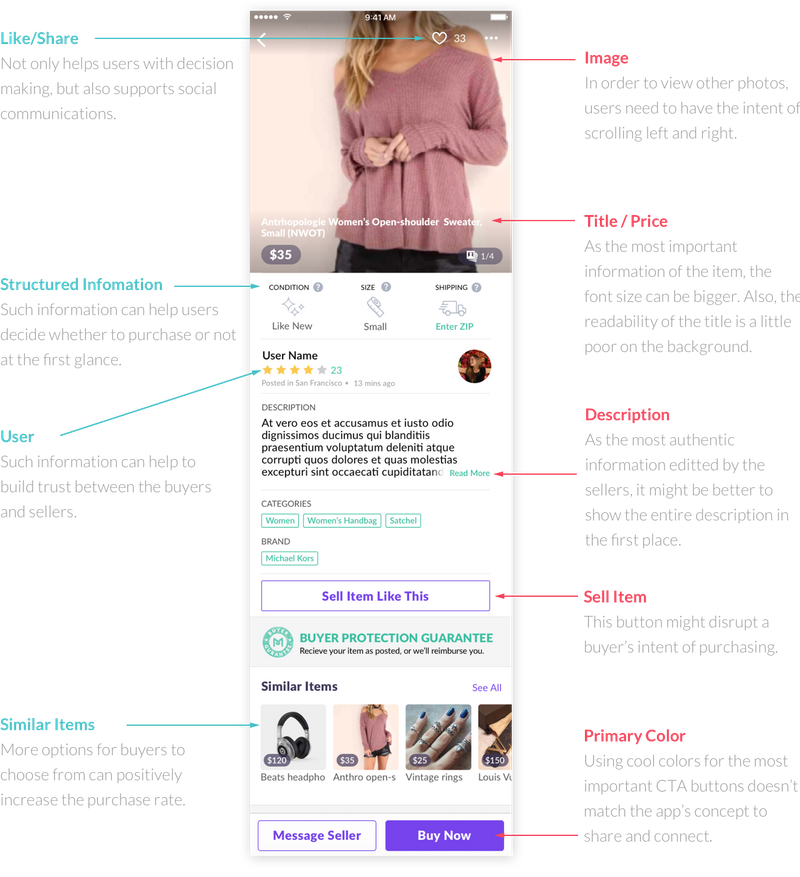 Like/Share
Not only helps users with decision
making, but also supports social
communications.
Structured Infomation
Such information can help users
decide whether to purchase or not
at the first glance.
User
Such information can help to
build trust between the buyers
and sellers.
Similar Items
More options for buyers to
choose from can positively
increase the purchase rate.
9:41 AM
33
Antrhopologie Women's Open-shoulder Sweater,
Small (NWOT)
$35
1/4
CONDITION ?
SIZE ?
SHIPPING ?
Like New
Small
Enter ZIP
User Name
23
Posted in San Francisco • 13 mins ago
DESCRIPTION
At vero eos et accusamus et iusto odio
dignissimos ducimus qui blanditiis
praesentium voluptatum deleniti atque
corrupti quos dolores et quas molestias
excepturi sint occaecati cupiditatand Read More
CATEGORIES
Women
Women's Handbag
Satchel
BRAND
Michael Kors
Sell Item Like This
BUYER GUARANTEE
BUYER PROTECTION GUARANTEE
Recieve your item as posted, or we'll reimburse you.
Similar Items
See All
$120
$35
$25
$150
Beats headpho
Anthro open-s
Vintage rings
Louis Vu
Message Seller
Buy Now
Image
In order to view other photos,
users need to have the intent of
scrolling left and right.
Title / Price
As the most important
information of the item, the
font size can be bigger. Also, the
readability of the title is a little
poor on the background.
Description
As the most authentic
information editted by the
sellers, it might be better to
show the entire description in
the first place.
Sell Item
This button might disrupt a
buyer's intent of purchasing.
Primary Color
Using cool colors for the most
important CTA buttons doesn't
match the app's concept to
share and connect.